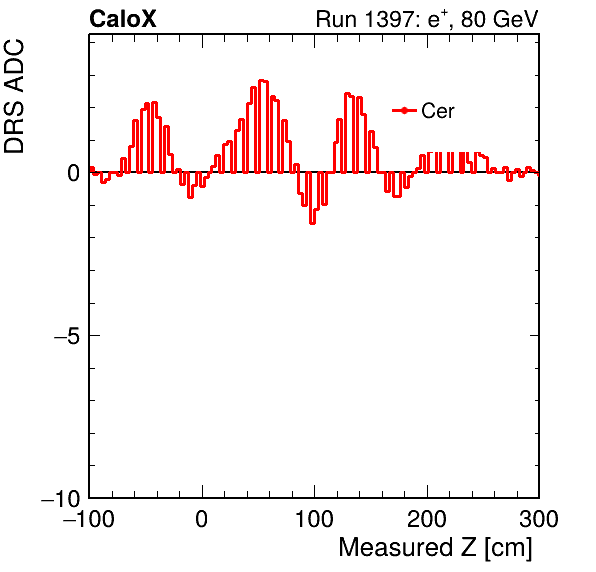 CaloX
Run 1397: e+, 80 GeV
DRS ADC
Cer
0
−5
−10
−100 0 100 200 300
Measured Z [cm]